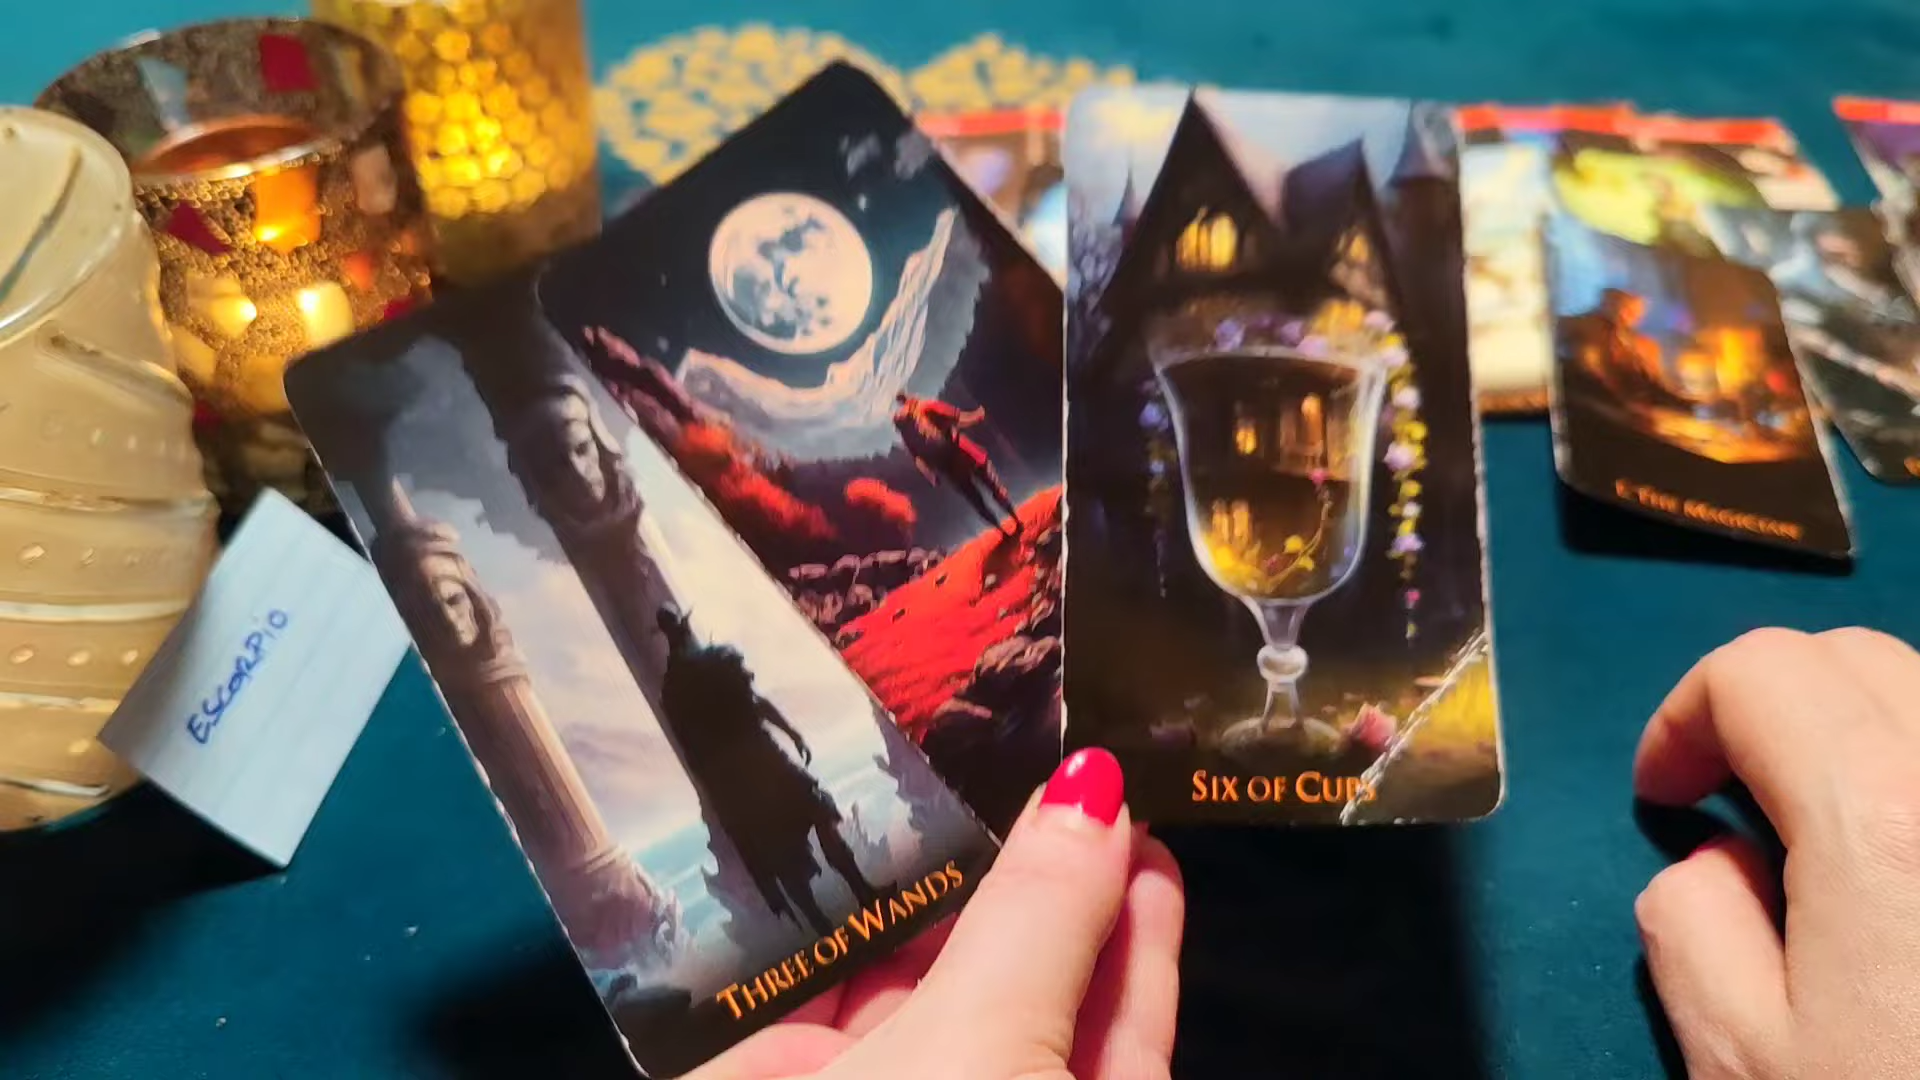 ESCORPIO
THREE OF WANDS
SIX OF CUPS
I. THE MAGICIAN